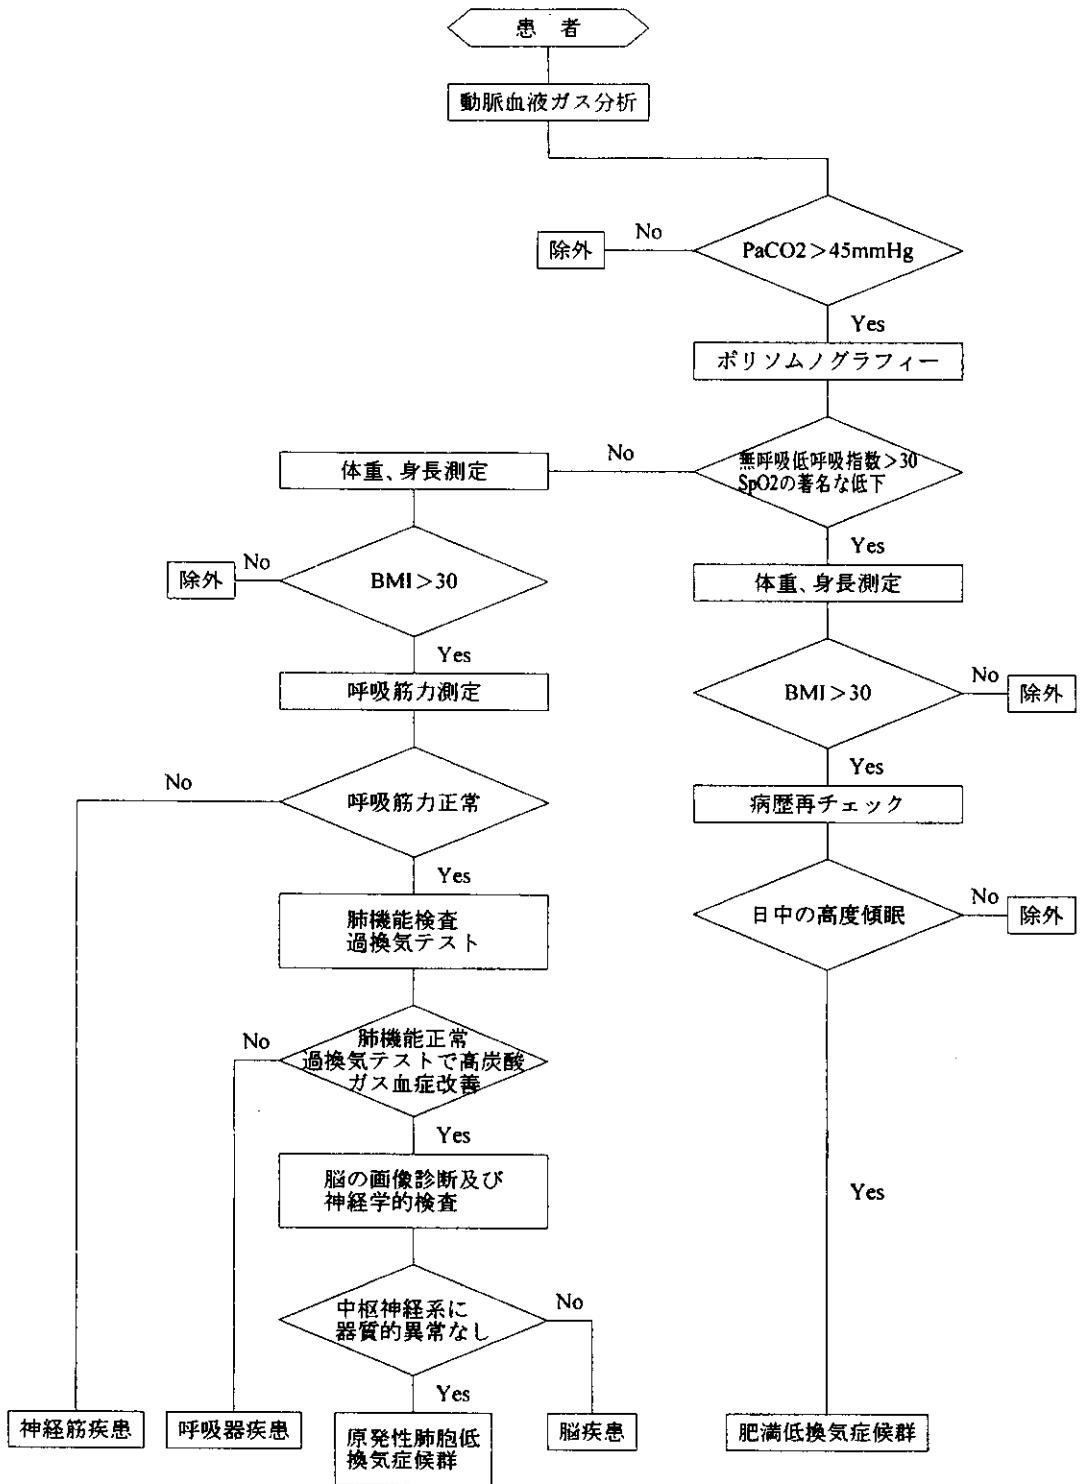 患 者
動脈血液ガス分析
No
除外
PaCO2＞45mmHg
Yes
ポリソムノグラフィー
No
体重、身長測定
無呼吸低呼吸指数＞30
SpO2の著名な低下
Yes
No
除外
BMI＞30
体重、身長測定
Yes
呼吸筋力測定
BMI＞30
No
除外
No
呼吸筋力正常
Yes
病歴再チェック
Yes
肺機能検査
過換気テスト
日中の高度傾眠
No
除外
No
肺機能正常
過換気テストで高炭酸
ガス血症改善
Yes
脳の画像診断及び
神経学的検査
Yes
中枢神経系に
器質的異常なし
No
Yes
神経筋疾患
呼吸器疾患
原発性肺胞低
換気症候群
脳疾患
肥満低換気症候群